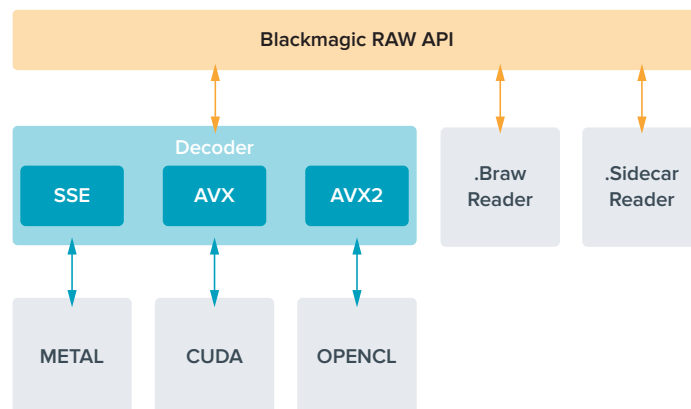 Blackmagic RAW API
Decoder
SSE
AVX
AVX2
.Braw
Reader
.Sidecar
Reader
METAL
CUDA
OPENCL